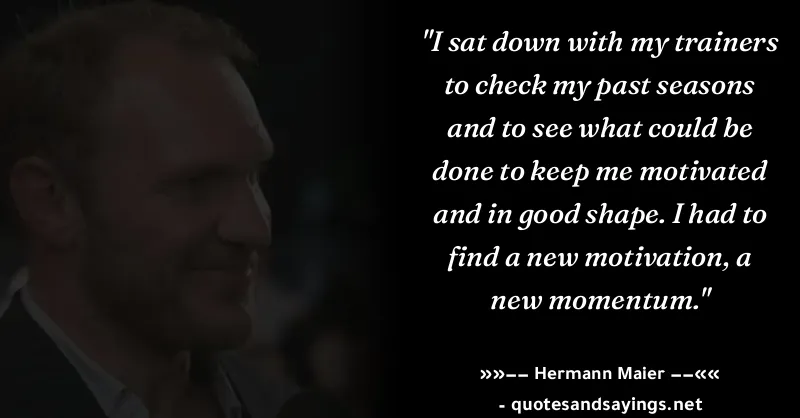 "I sat down with my trainers
to check my past seasons
and to see what could be
done to keep me motivated
and in good shape. I had to
find a new motivation, a
new momentum."
»»–– Hermann Maier ––««
- quotesandsayings.net